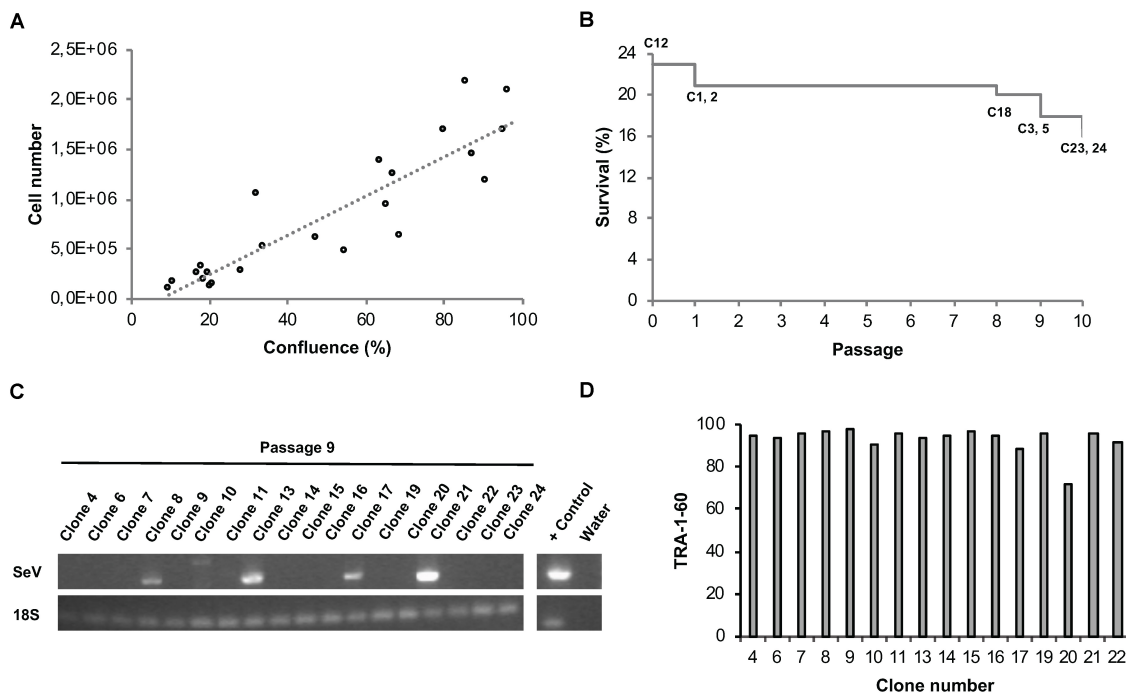 A
2,5E+06
2,0E+06
1,5E+06
1,0E+06
5,0E+05
0,0E+00
Cell number
0 20 40 60 80 100
Confluence (%)
B
24
20
16
12
8
4
0
Survival (%)
C12
C1, 2
C18
C3, 5
C23, 24
0 1 2 3 4 5 6 7 8 9 10
Passage
C
Passage 9
Clone 4
Clone 6
Clone 7
Clone 8
Clone 9
Clone 10
Clone 11
Clone 13
Clone 14
Clone 15
Clone 16
Clone 17
Clone 19
Clone 20
Clone 21
Clone 22
Clone 23
Clone 24
+ Control
Water
SeV
18S
D
100
80
60
40
20
0
TRA-1-60
4 6 7 8 9 10 11 13 14 15 16 17 19 20 21 22
Clone number